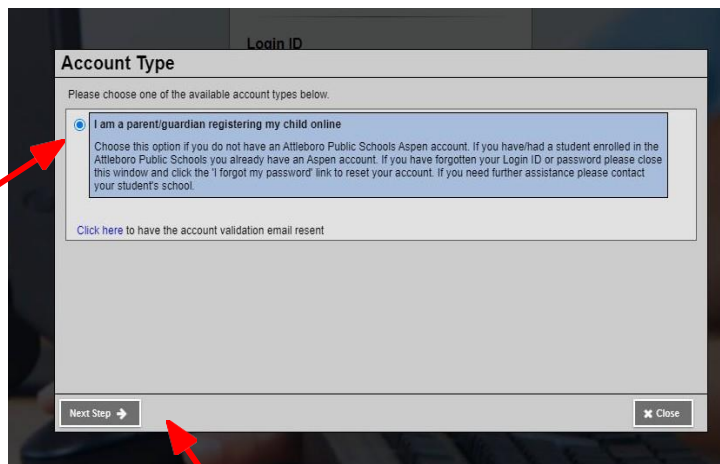 Login ID
Account Type
Please choose one of the available account types below.
I am a parent/guardian registering my child online
Choose this option if you do not have an Attleboro Public Schools Aspen account. If you have/had a student enrolled in the
Attleboro Public Schools you already have an Aspen account. If you have forgotten your Login ID or password please close
this window and click the 'I forgot my password' link to reset your account. If you need further assistance please contact
your student's school.
Click here to have the account validation email resent
Next Step
Close